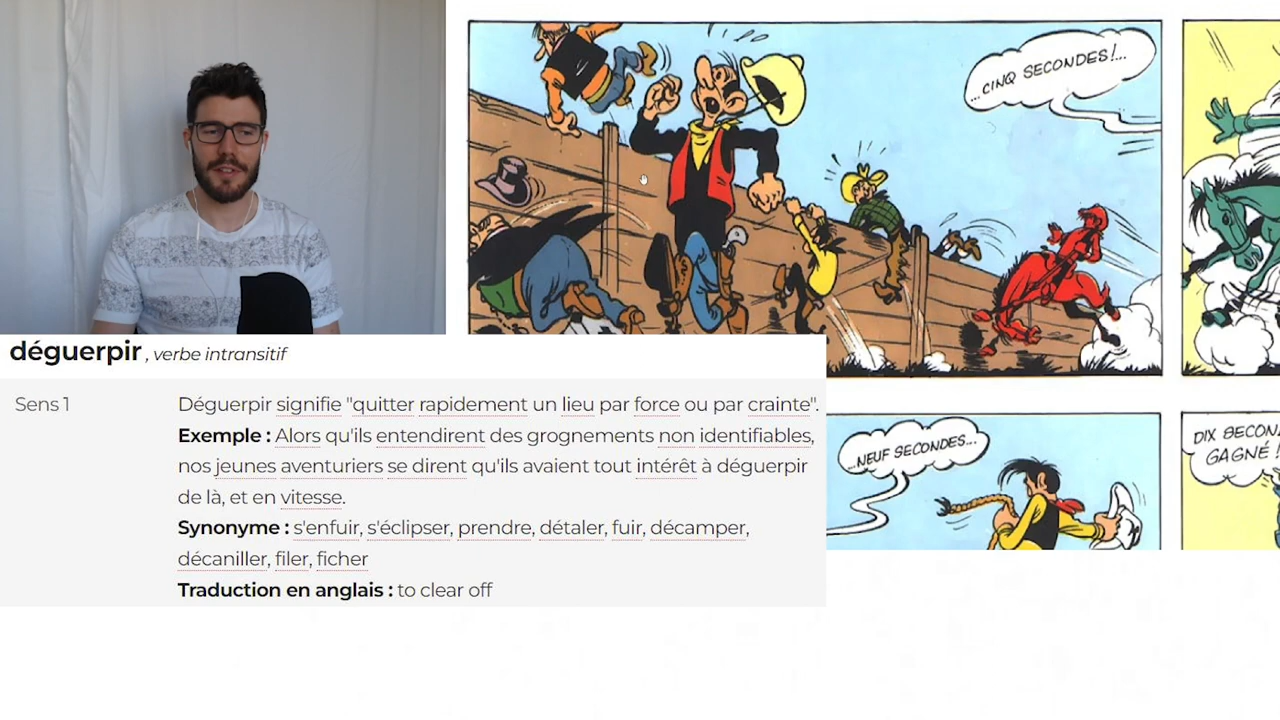 ...CINQ SECONDES!...
déguerpir , verbe intransitif
Sens 1
Déguerpir signifie "quitter rapidement un lieu par force ou par crainte".
Exemple : Alors qu'ils entendirent des grognements non identifiables,
nos jeunes aventuriers se dirent qu'ils avaient tout intérêt à déguerpir
de là, et en vitesse.
Synonyme : s'enfuir, s'éclipser, prendre, détaler, fuir, décamper,
décaniller, filer, ficher
Traduction en anglais : to clear off
...NEUF SECONDES...
DIX
GAGNÉ